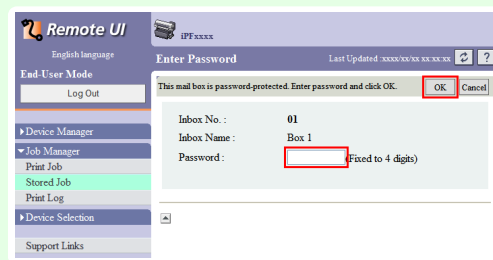 Remote UI
iPFxxxx
English language
Enter Password
Last Updated :xxxx/xx/xx xx:xx:xx
?
End-User Mode
Log Out
This mail box is password-protected. Enter password and click OK.
OK
Cancel
Inbox No. :
01
Inbox Name :
Box 1
Password :
(Fixed to 4 digits)
Device Manager
Job Manager
Print Job
Stored Job
Print Log
Device Selection
Support Links